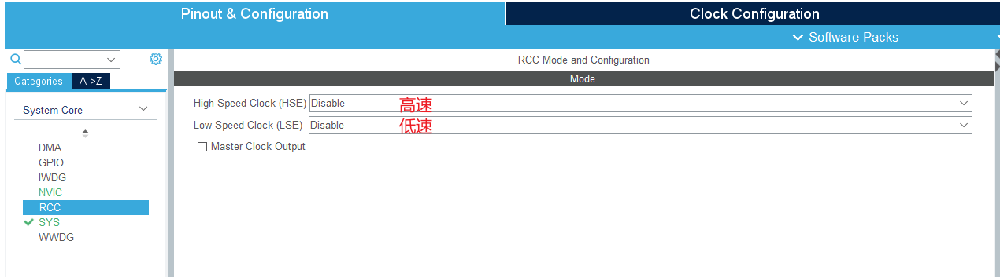 Pinout & Configuration
Clock Configuration
Software Packs
Categories
A->Z
System Core
DMA
GPIO
IWDG
NVIC
RCC
SYS
WWDG
RCC Mode and Configuration
Mode
High Speed Clock (HSE) Disable 高速
Low Speed Clock (LSE) Disable 低速
Master Clock Output